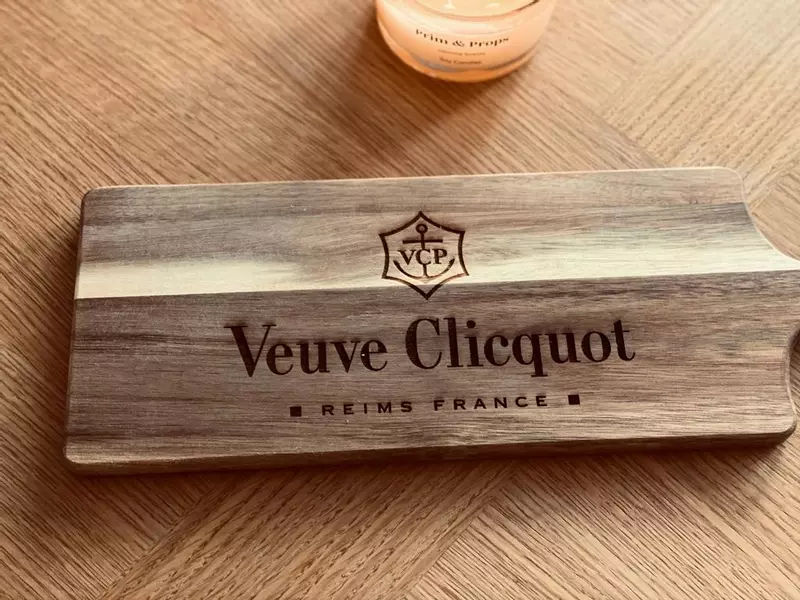 Prim & Props
VCP
Veuve Clicquot
REIMS FRANCE